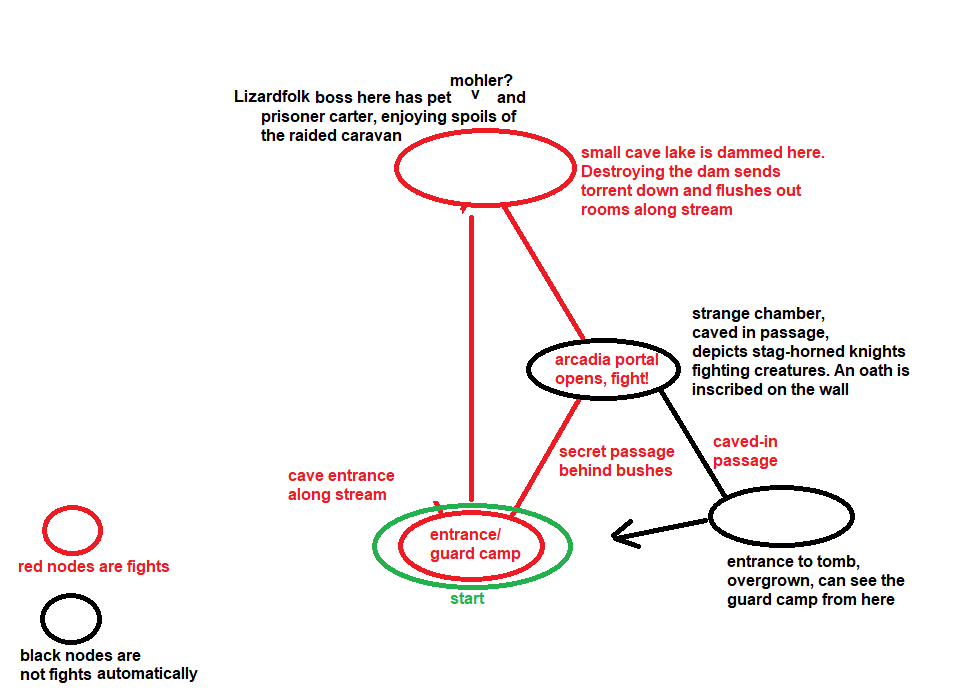 mohler?
Lizardfolk boss here has pet v and
prisoner carter, enjoying spoils of
the raided caravan
small cave lake is dammed here.
Destroying the dam sends
torrent down and flushes out
rooms along stream
strange chamber,
caved in passage,
depicts stag-horned knights
fighting creatures. An oath is
inscribed on the wall
arcadia portal
opens, fight!
secret passage
behind bushes
caved-in
passage
cave entrance
along stream
entrance/
guard camp
start
entrance to tomb,
overgrown, can see the
guard camp from here
red nodes are fights
black nodes are
not fights automatically